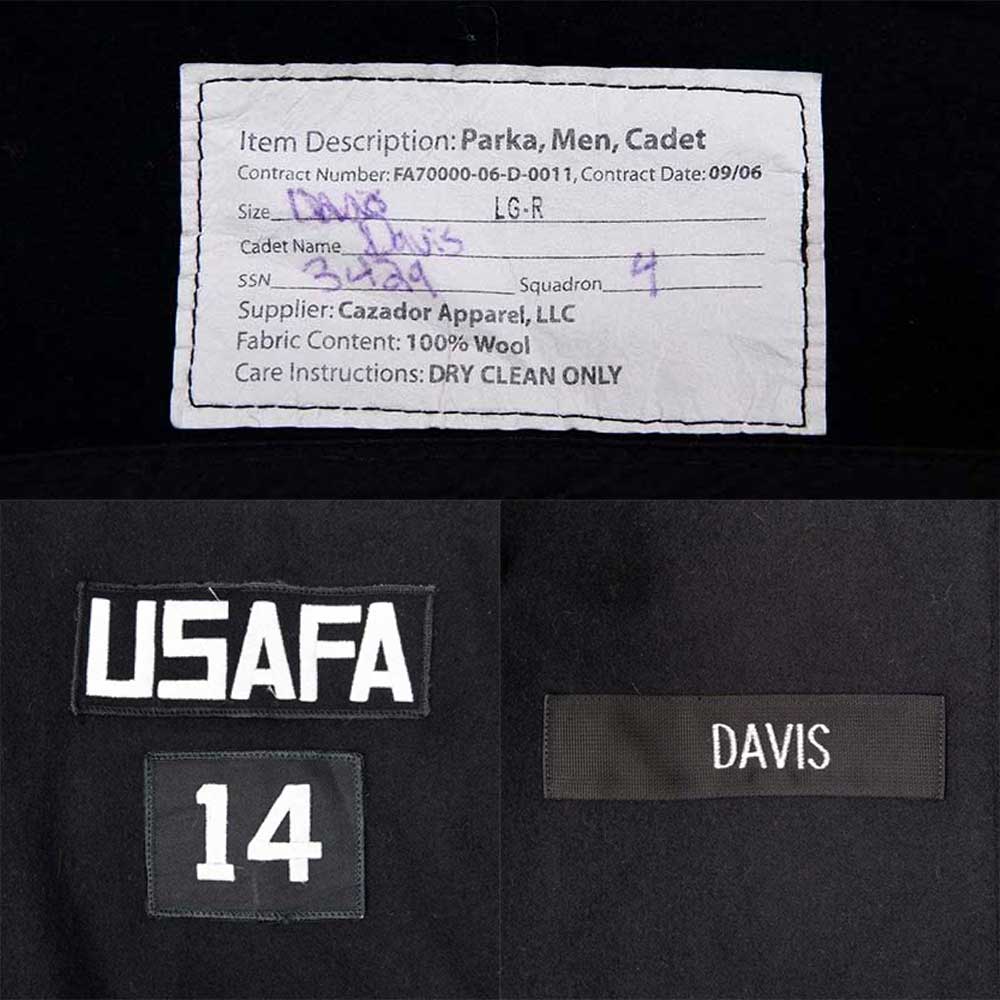 Item Description: Parka, Men, Cadet
Contract Number: FA70000-06-D-0011, Contract Date: 09/06
Size Davis LG-R
Cadet Name Davis
SSN 3429 Squadron 4
Supplier: Cazador Apparel, LLC
Fabric Content: 100% Wool
Care Instructions: DRY CLEAN ONLY
USAFA
14
DAVIS